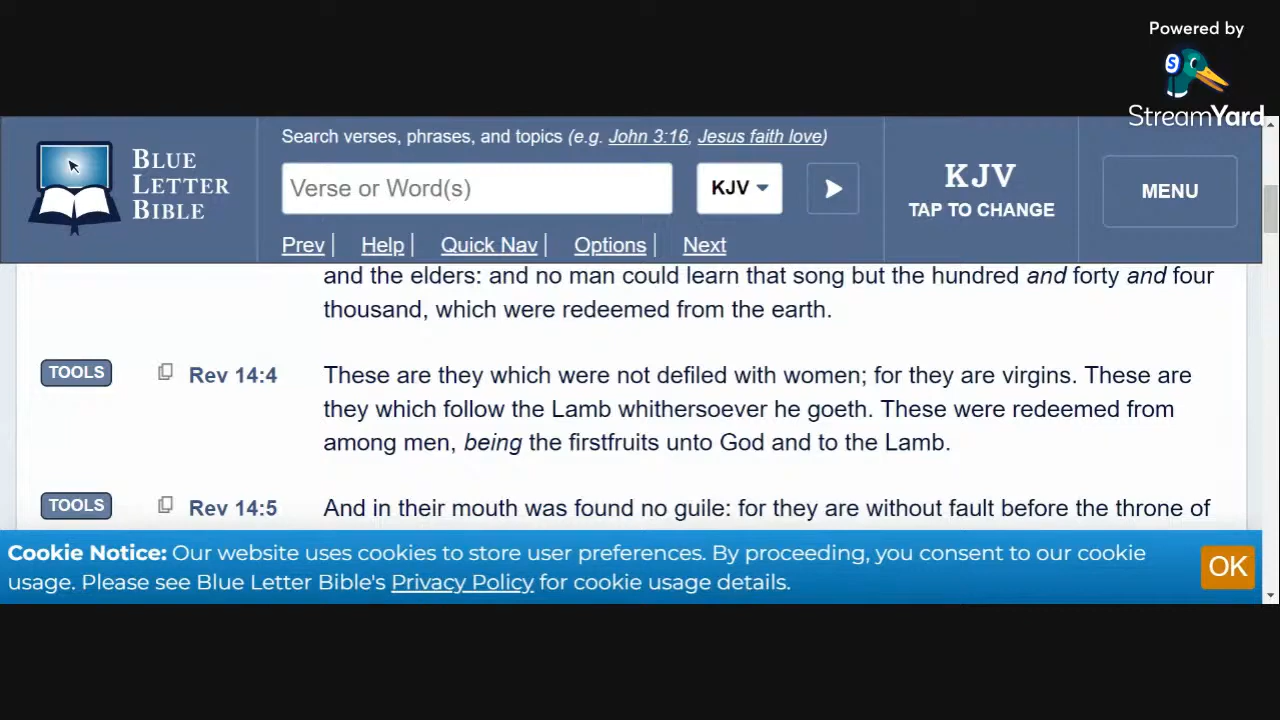 Powered by
StreamYard
Search verses, phrases, and topics (e.g. John 3:16, Jesus faith love)
BLUE
LETTER
BIBLE
Verse or Word(s)
KJV
KJV
TAP TO CHANGE
MENU
Prev | Help | Quick Nav | Options | Next
and the elders: and no man could learn that song but the hundred and forty and four
thousand, which were redeemed from the earth.
TOOLS Rev 14:4 These are they which were not defiled with women; for they are virgins. These are
they which follow the Lamb whithersoever he goeth. These were redeemed from
among men, being the firstfruits unto God and to the Lamb.
TOOLS Rev 14:5 And in their mouth was found no guile: for they are without fault before the throne of
Cookie Notice: Our website uses cookies to store user preferences. By proceeding, you consent to our cookie
usage. Please see Blue Letter Bible's Privacy Policy for cookie usage details.
OK